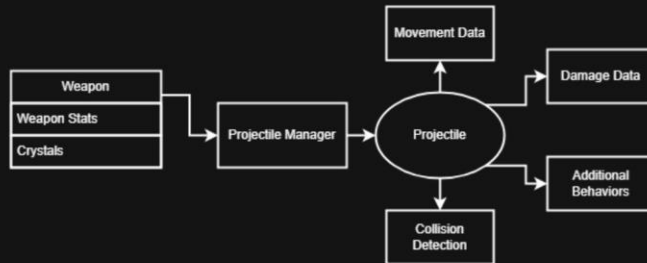 Movement Data
Weapon
Weapon Stats
Crystals
Projectile Manager
Projectile
Damage Data
Additional
Behaviors
Collision
Detection